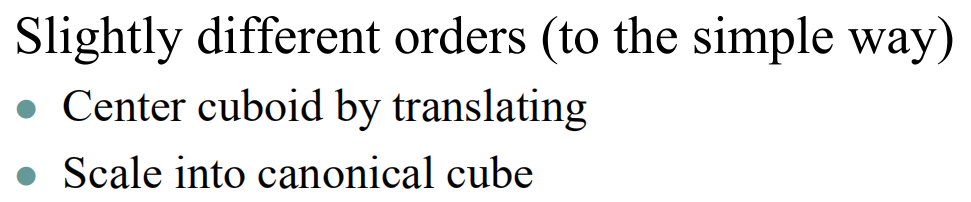 Slightly different orders (to the simple way)
● Center cuboid by translating
● Scale into canonical cube